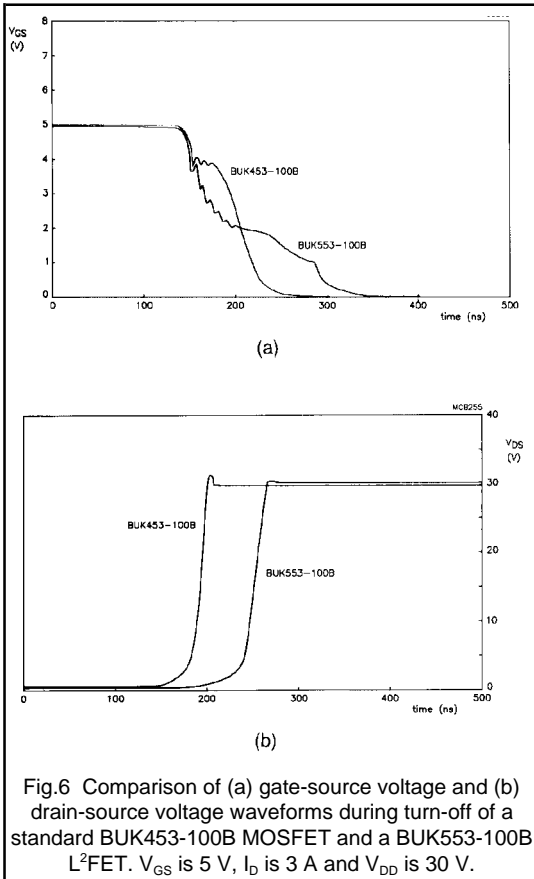 V_GS
(V)
8
7
6
5
4
3
2
1
0
BUK453-100B
BUK553-100B
0 100 200 300 400 500
time (ns)
(a)
MCB255
40
V_DS
(V)
30
20
10
0
BUK453-100B
BUK553-100B
0 100 200 300 400 500
time (ns)
(b)
Fig.6 Comparison of (a) gate-source voltage and (b)
drain-source voltage waveforms during turn-off of a
standard BUK453-100B MOSFET and a BUK553-100B
L²FET. V_GS is 5 V, I_D is 3 A and V_DD is 30 V.